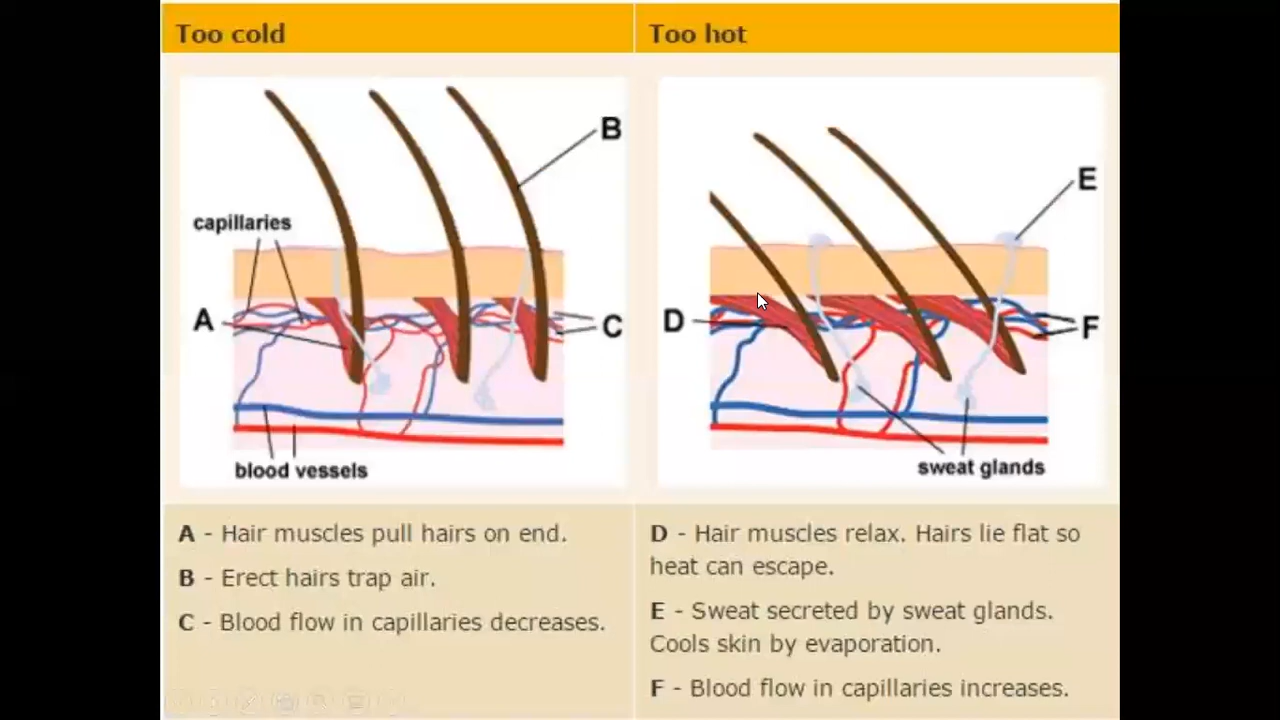 Too cold
Too hot
B
capillaries
A
C
blood vessels
E
D
F
sweat glands
A - Hair muscles pull hairs on end.
B - Erect hairs trap air.
C - Blood flow in capillaries decreases.
D - Hair muscles relax. Hairs lie flat so
heat can escape.
E - Sweat secreted by sweat glands.
Cools skin by evaporation.
F - Blood flow in capillaries increases.